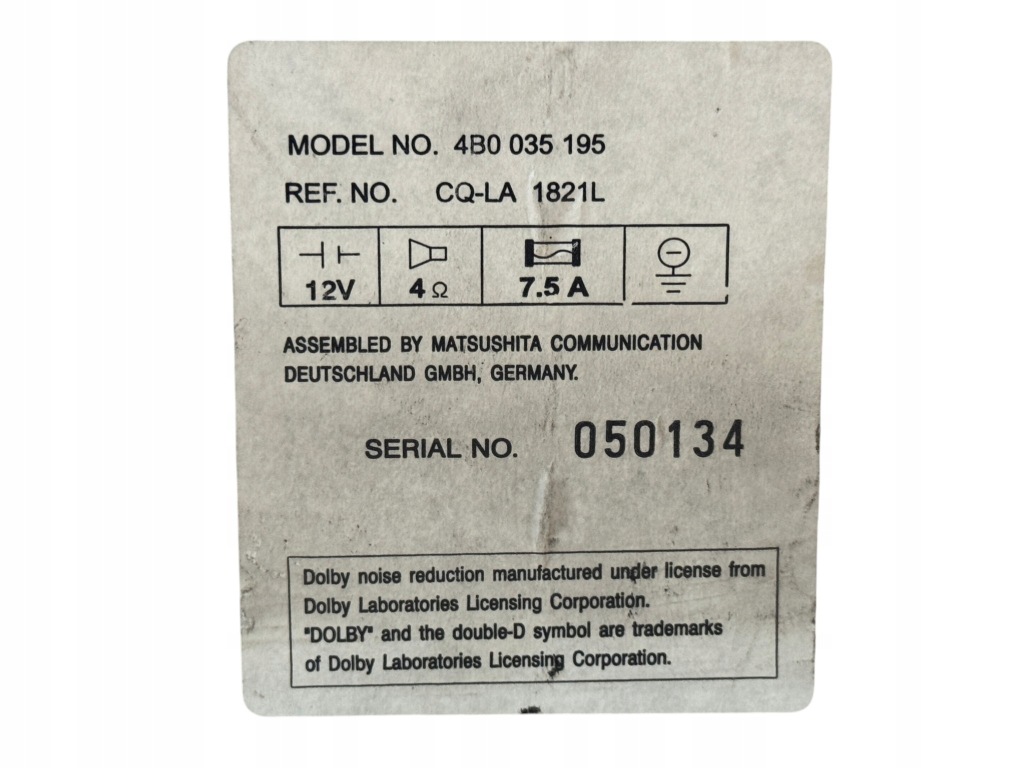 MODEL NO. 4B0 035 195
REF. NO. CQ-LA 1821L
12V 4 Ω 7.5 A
ASSEMBLED BY MATSUSHITA COMMUNICATION
DEUTSCHLAND GMBH, GERMANY.
SERIAL NO. 050134
Dolby noise reduction manufactured under license from
Dolby Laboratories Licensing Corporation.
"DOLBY" and the double-D symbol are trademarks
of Dolby Laboratories Licensing Corporation.